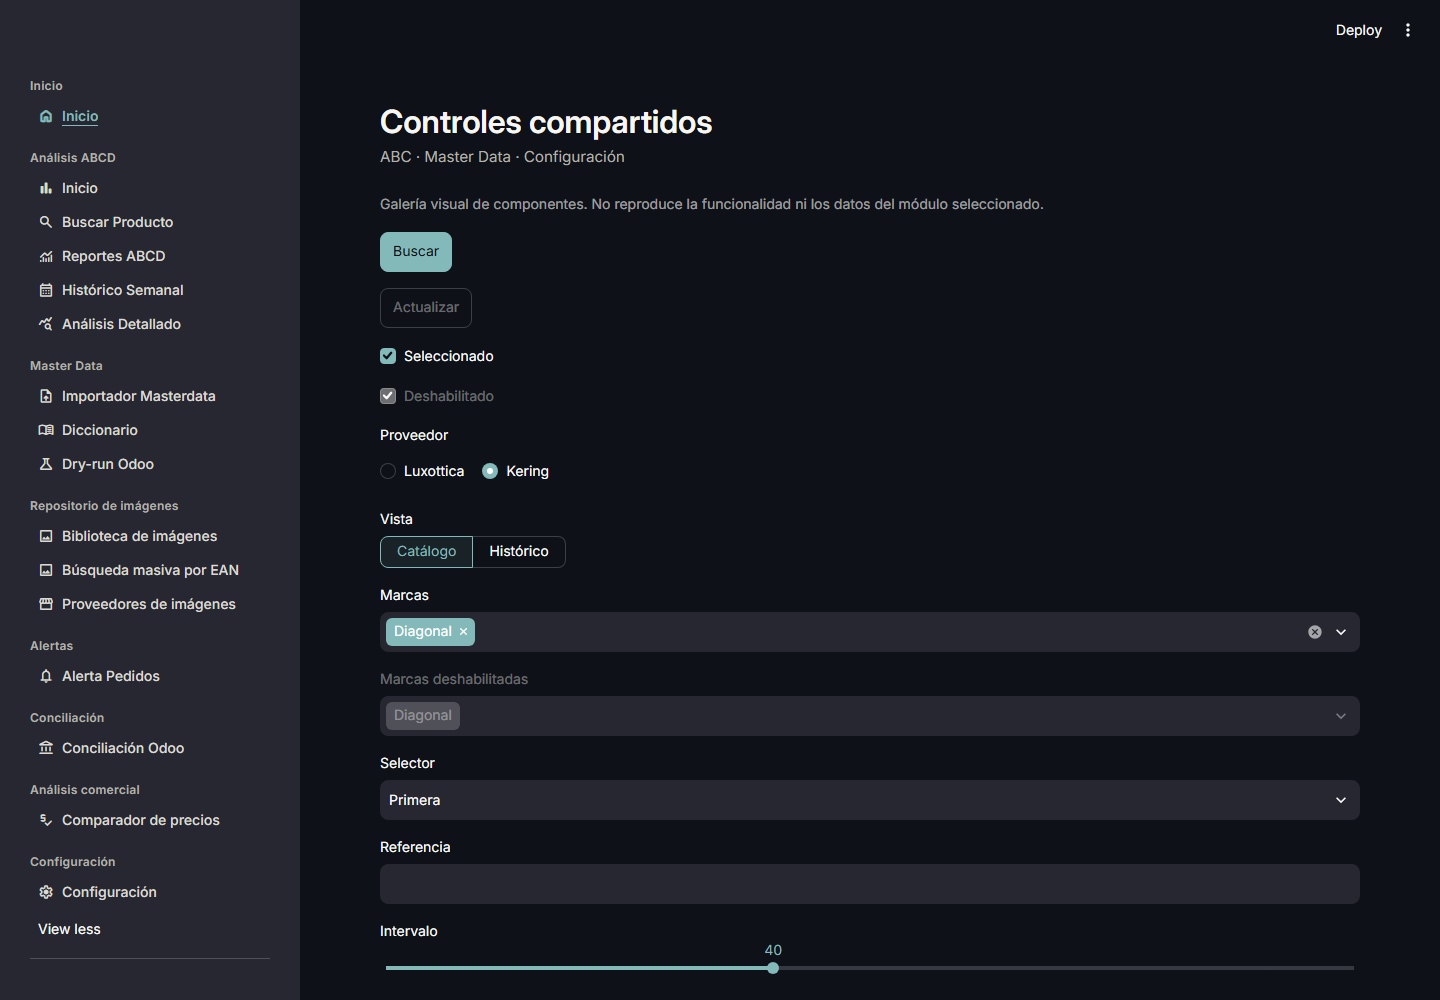 Deploy
Inicio
Inicio
Análisis ABCD
Inicio
Buscar Producto
Reportes ABCD
Histórico Semanal
Análisis Detallado
Master Data
Importador Masterdata
Diccionario
Dry-run Odoo
Repositorio de imágenes
Biblioteca de imágenes
Búsqueda masiva por EAN
Proveedores de imágenes
Alertas
Alerta Pedidos
Conciliación
Conciliación Odoo
Análisis comercial
Comparador de precios
Configuración
Configuración
View less
Controles compartidos
ABC · Master Data · Configuración
Galería visual de componentes. No reproduce la funcionalidad ni los datos del módulo seleccionado.
Buscar
Actualizar
Seleccionado
Deshabilitado
Proveedor
Luxottica Kering
Vista
Catálogo Histórico
Marcas
Diagonal
Marcas deshabilitadas
Diagonal
Selector
Primera
Referencia
Intervalo
40